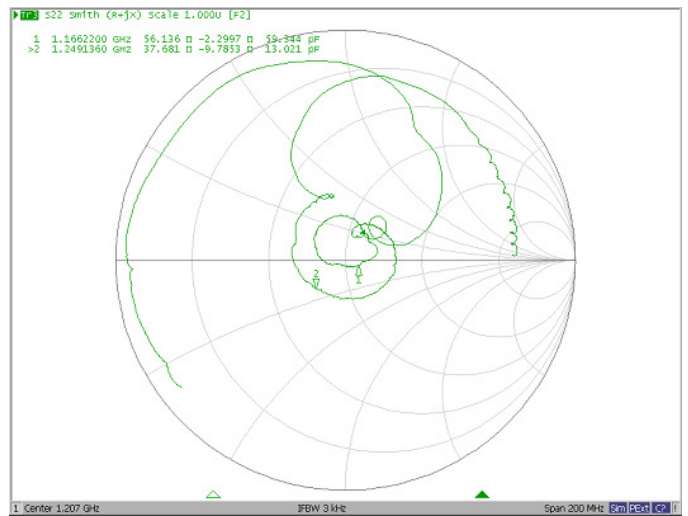 Tr3 S22 Smith (R+jX) Scale 1.000U [F2]
1 1.1662200 GHz 56.136 Ω -2.2997 Ω 59.344 pF
>2 1.2491360 GHz 37.681 Ω -9.7853 Ω 13.021 pF
2
1
1 Center 1.207 GHz IFBW 3 kHz Span 200 MHz Sim PExt C? !